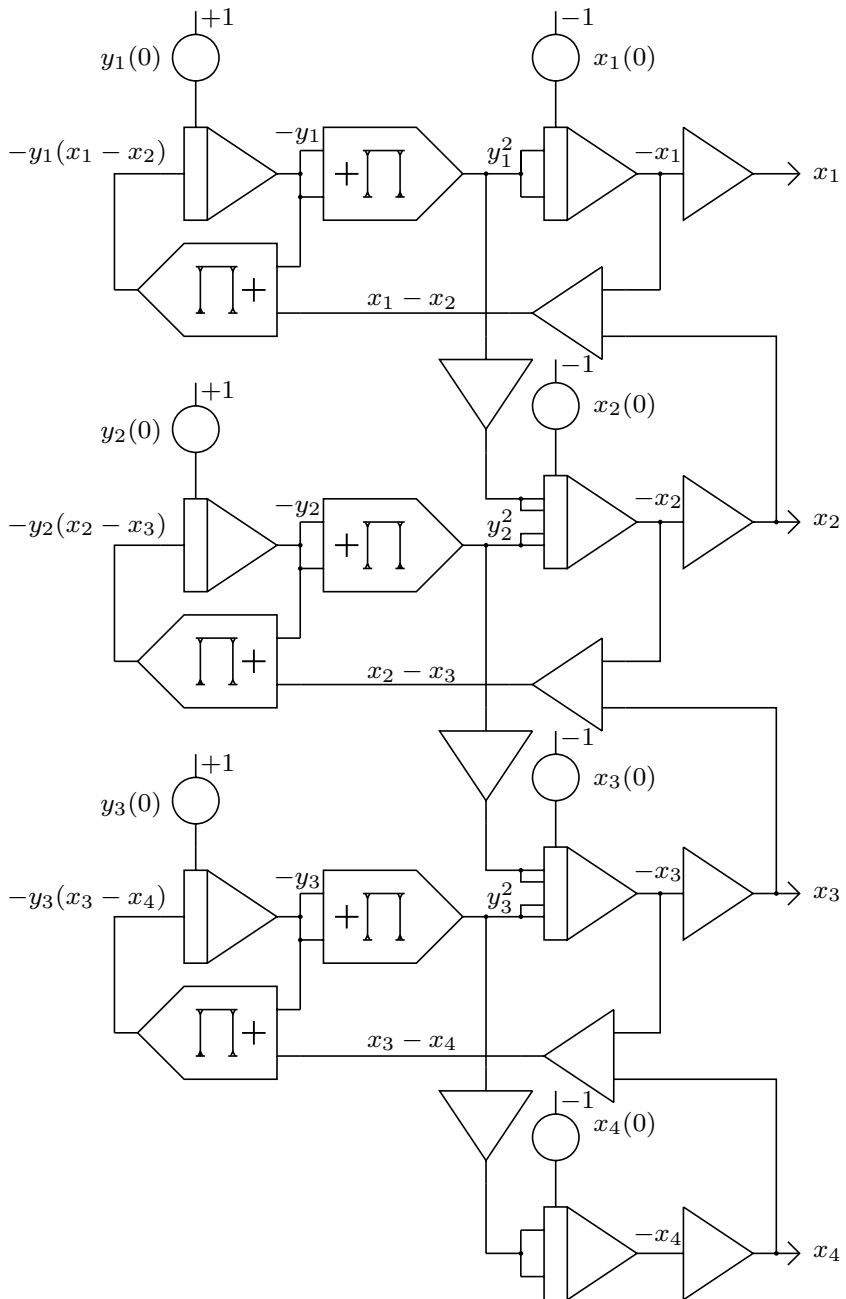 +1 −1
y₁(0) x₁(0)
−y₁(x₁ − x₂) −y₁ + ∏ y₁² −x₁ x₁
∏ + x₁ − x₂
+1 −1
y₂(0) x₂(0)
−y₂(x₂ − x₃) −y₂ + ∏ y₂² −x₂ x₂
∏ + x₂ − x₃
+1 −1
y₃(0) x₃(0)
−y₃(x₃ − x₄) −y₃ + ∏ y₃² −x₃ x₃
∏ + x₃ − x₄
−1
x₄(0)
−x₄ x₄